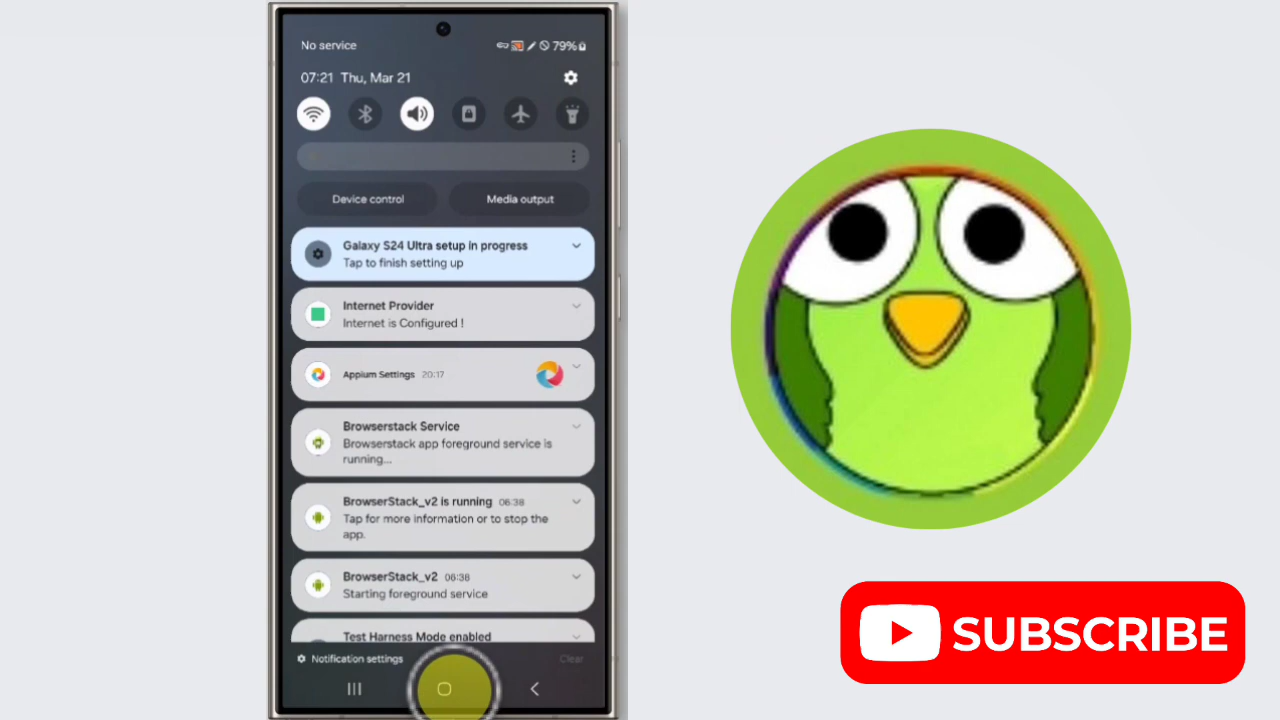 No service
79%
07:21 Thu, Mar 21
Device control
Media output
Galaxy S24 Ultra setup in progress
Tap to finish setting up
Internet Provider
Internet is Configured !
Appium Settings 20:17
Browserstack Service
Browserstack app foreground service is
running...
BrowserStack_v2 is running 06:38
Tap for more information or to stop the
app.
BrowserStack_v2 06:38
Starting foreground service
Test Harness Mode enabled
Notification settings
Clear
SUBSCRIBE